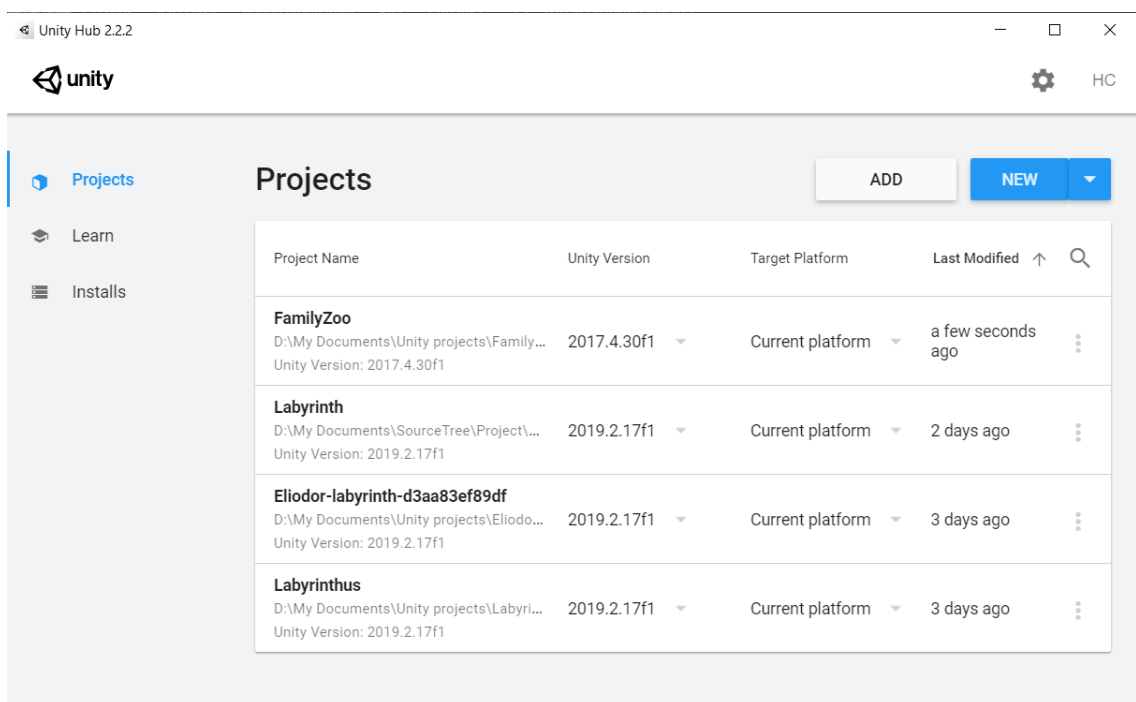 Unity Hub 2.2.2
unity
HC
Projects
Learn
Installs
Projects
ADD
NEW
Project Name
Unity Version
Target Platform
Last Modified
FamilyZoo
D:\My Documents\Unity projects\Family...
Unity Version: 2017.4.30f1
2017.4.30f1
Current platform
a few seconds
ago
Labyrinth
D:\My Documents\SourceTree\Project\...
Unity Version: 2019.2.17f1
2019.2.17f1
Current platform
2 days ago
Eliodor-labyrinth-d3aa83ef89df
D:\My Documents\Unity projects\Eliodo...
Unity Version: 2019.2.17f1
2019.2.17f1
Current platform
3 days ago
Labyrinthus
D:\My Documents\Unity projects\Labyri...
Unity Version: 2019.2.17f1
2019.2.17f1
Current platform
3 days ago